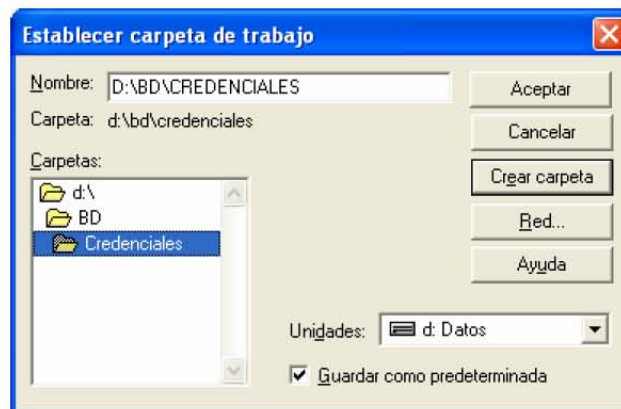 Establecer carpeta de trabajo
Nombre: D:\BD\CREDENCIALES
Carpeta: d:\bd\credenciales
Carpetas:
d:\
BD
Credenciales
Aceptar
Cancelar
Crear carpeta
Red...
Ayuda
Unidades: d: Datos
Guardar como predeterminada